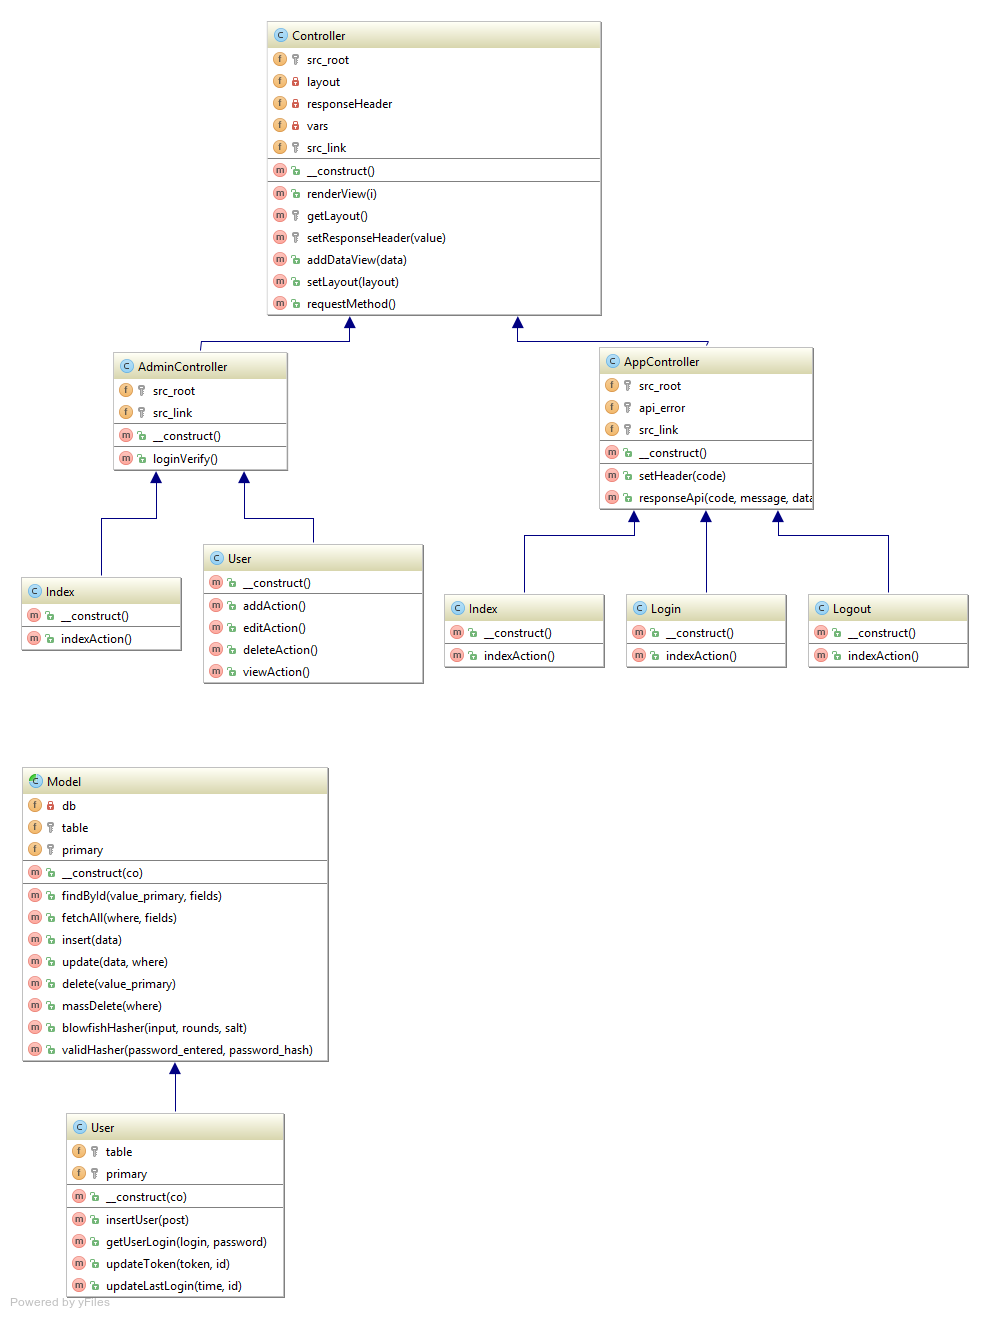 Controller
src_root
layout
responseHeader
vars
src_link
__construct()
renderView(i)
getLayout()
setResponseHeader(value)
addDataView(data)
setLayout(layout)
requestMethod()
AdminController
src_root
src_link
__construct()
loginVerify()
AppController
src_root
api_error
src_link
__construct()
setHeader(code)
responseApi(code, message, data
Index
__construct()
indexAction()
User
__construct()
addAction()
editAction()
deleteAction()
viewAction()
Index
__construct()
indexAction()
Login
__construct()
indexAction()
Logout
__construct()
indexAction()
Model
db
table
primary
__construct(co)
findById(value_primary, fields)
fetchAll(where, fields)
insert(data)
update(data, where)
delete(value_primary)
massDelete(where)
blowfishHasher(input, rounds, salt)
validHasher(password_entered, password_hash)
User
table
primary
__construct(co)
insertUser(post)
getUserLogin(login, password)
updateToken(token, id)
updateLastLogin(time, id)
Powered by yFiles